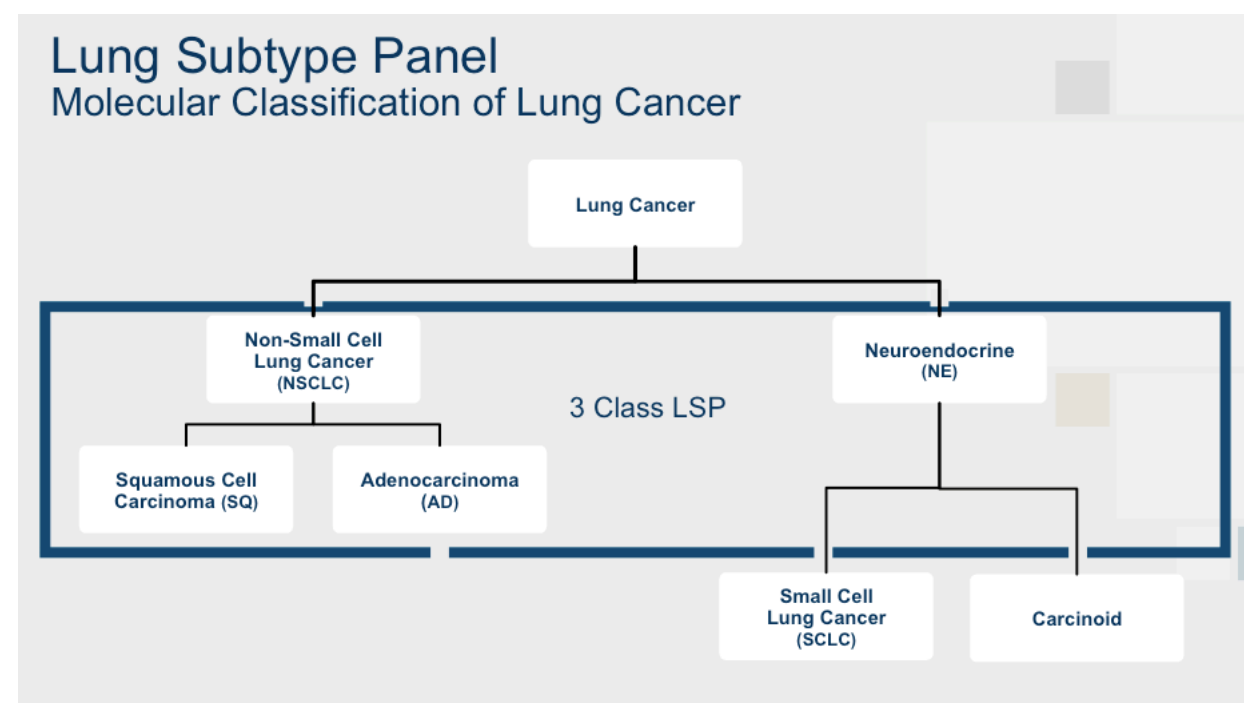 Lung Subtype Panel
Molecular Classification of Lung Cancer
Lung Cancer
Non-Small Cell
Lung Cancer
(NSCLC)
Neuroendocrine
(NE)
3 Class LSP
Squamous Cell
Carcinoma (SQ)
Adenocarcinoma
(AD)
Small Cell
Lung Cancer
(SCLC)
Carcinoid